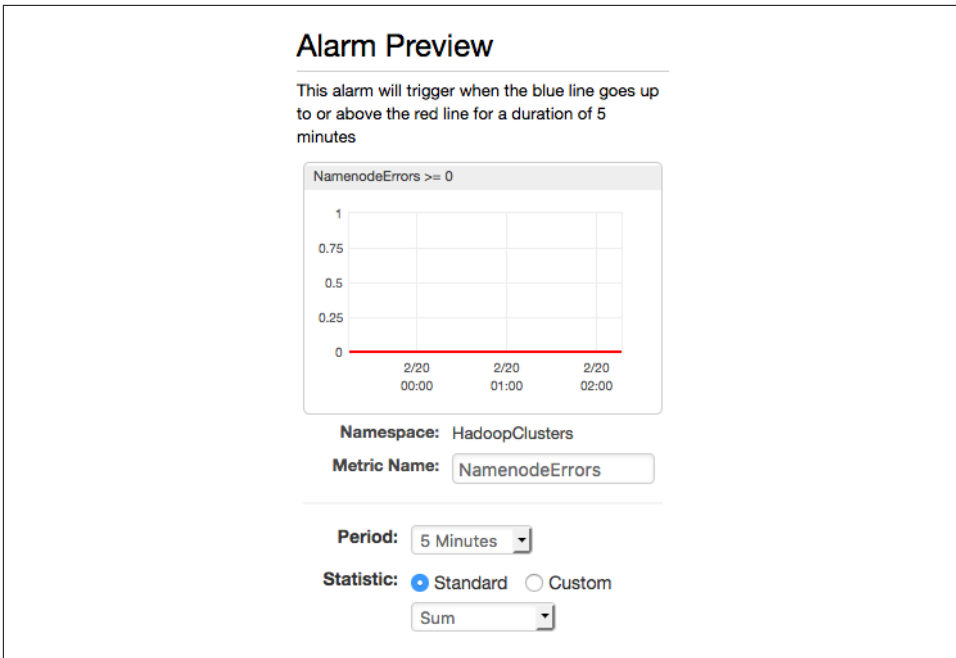 Alarm Preview
This alarm will trigger when the blue line goes up
to or above the red line for a duration of 5
minutes
NamenodeErrors >= 0
1
0.75
0.5
0.25
0
2/20 2/20 2/20
00:00 01:00 02:00
Namespace: HadoopClusters
Metric Name: NamenodeErrors
Period: 5 Minutes
Statistic: Standard Custom
Sum